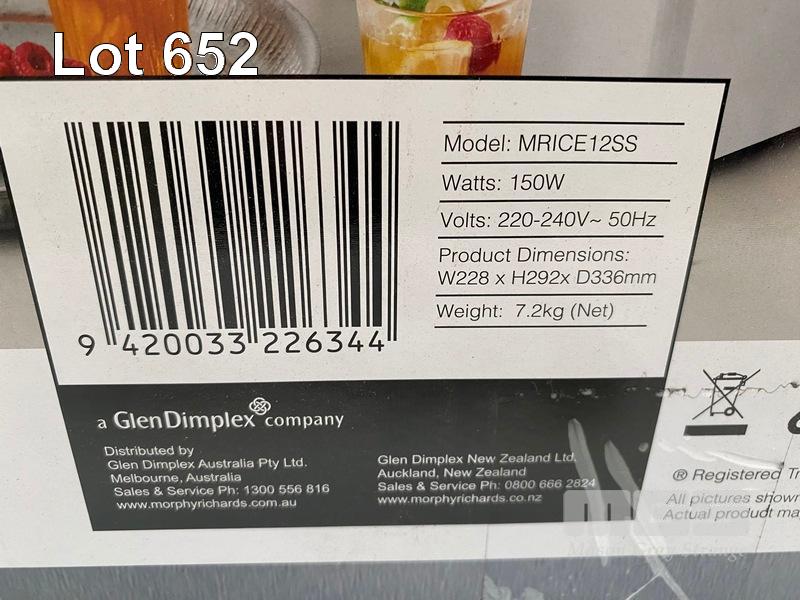 Lot 652
Model: MRICE12SS
Watts: 150W
Volts: 220-240V~ 50Hz
Product Dimensions:
W228 x H292x D336mm
Weight: 7.2kg (Net)
9 420033 226344
a GlenDimplex company
Distributed by
Glen Dimplex Australia Pty Ltd.
Melbourne, Australia
Sales & Service Ph: 1300 556 816
www.morphyrichards.com.au
Glen Dimplex New Zealand Ltd,
Auckland, New Zealand
Sales & Service Ph: 0800 666 2824
www.morphyrichards.co.nz
® Registered Tr
All pictures shown
Actual product ma